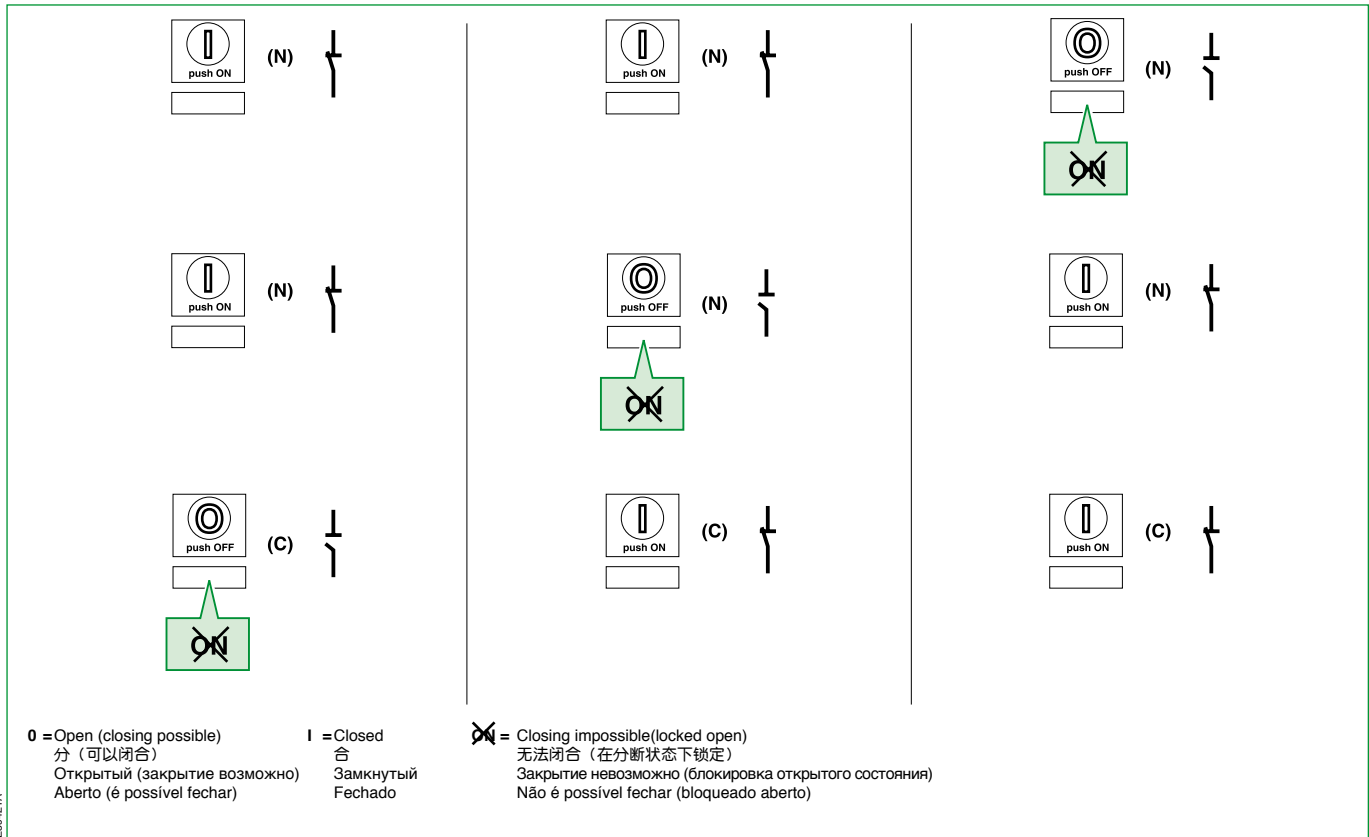 I I O
push ON (N) push ON (N) push OFF (N)
ON
I O I
push ON (N) push OFF (N) push ON (N)
ON
O I I
push OFF (C) push ON (C) push ON (C)
ON
0 = Open (closing possible) I = Closed ON = Closing impossible(locked open)
分（可以闭合） 合 无法闭合（在分断状态下锁定）
Открытый (закрытие возможно) Замкнутый Закрытие невозможно (блокировка открытого состояния)
Aberto (é possível fechar) Fechado Não é possível fechar (bloqueado aberto)